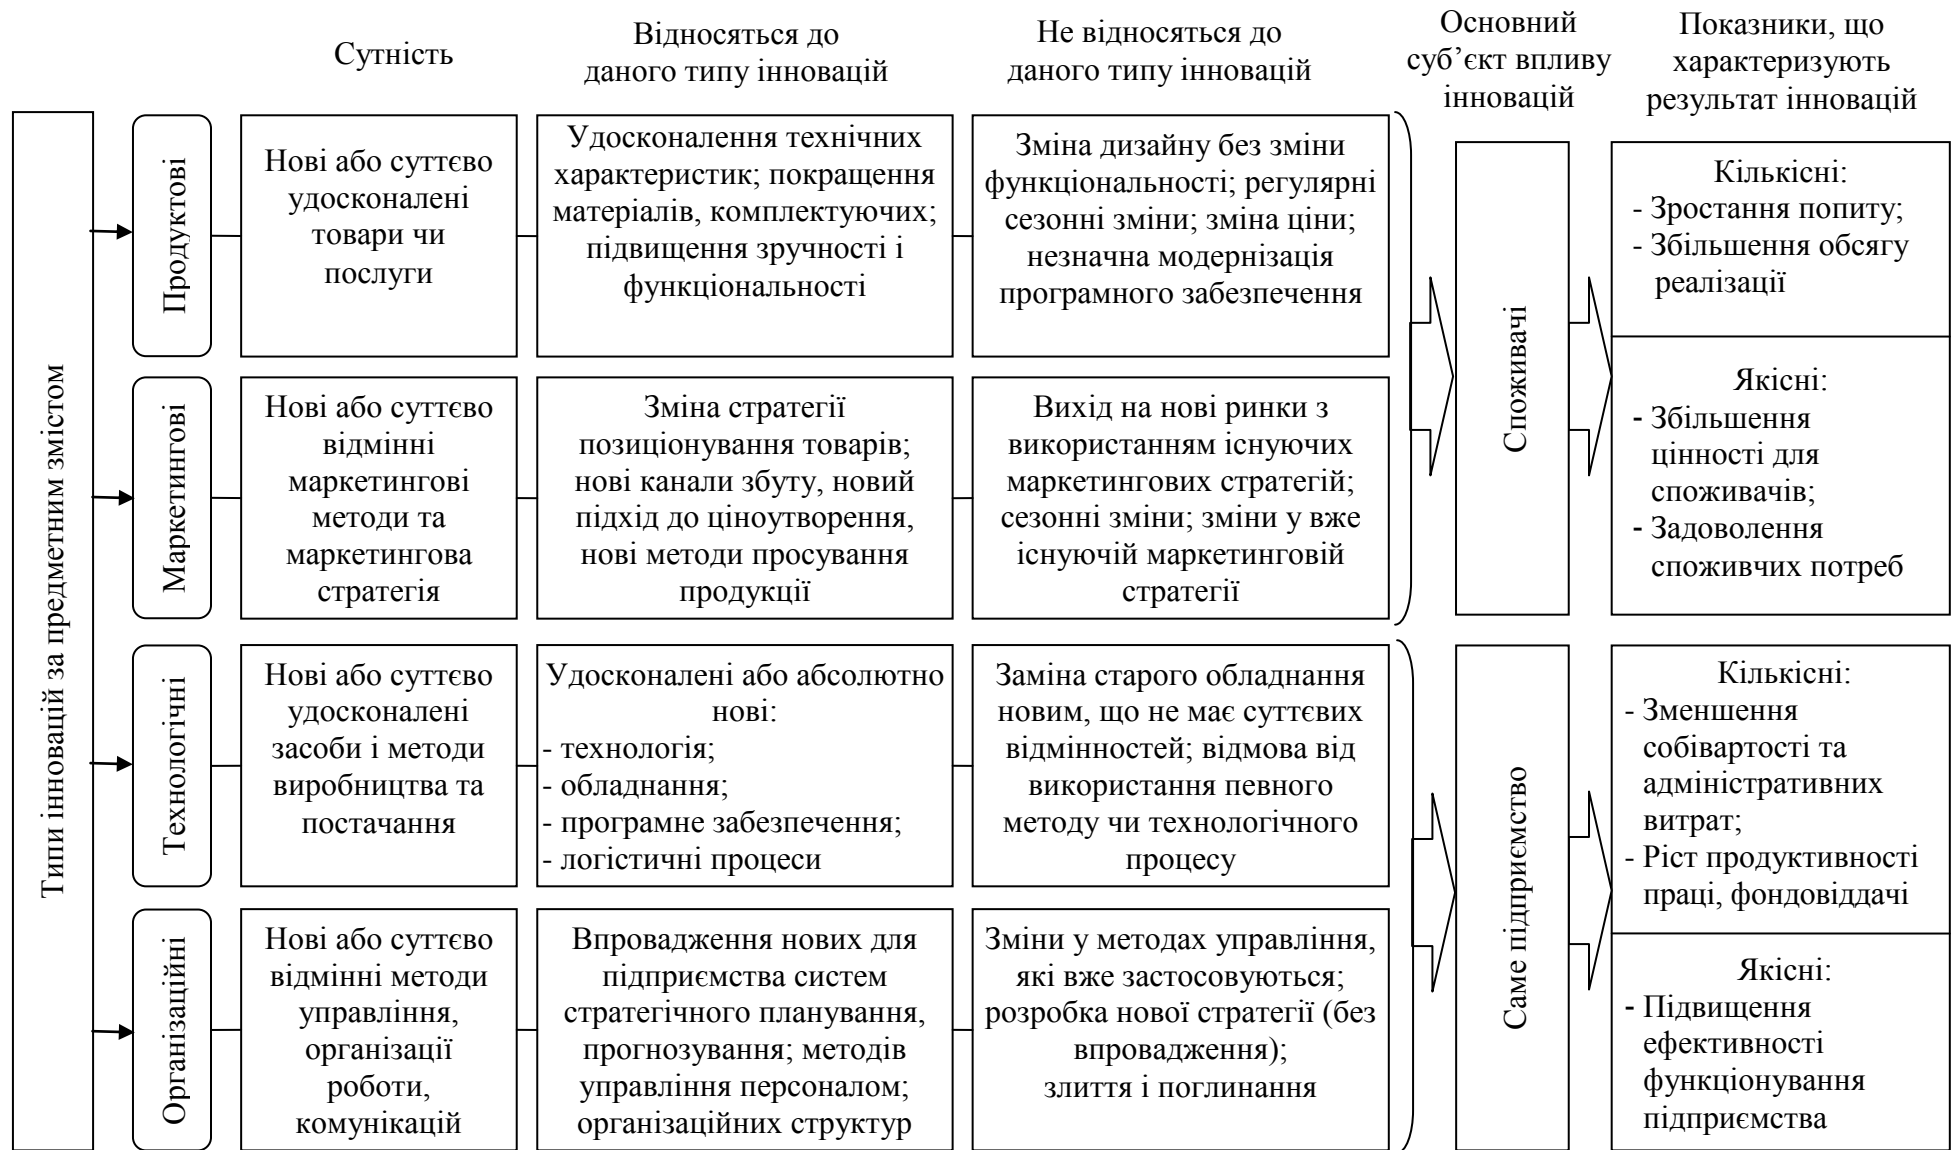 Сутність
Відносяться до
даного типу інновацій
Не відносяться до
даного типу інновацій
Основний
суб’єкт впливу
інновацій
Показники, що
характеризують
результат інновацій
Типи інновацій за предметним змістом
Продуктові
Нові або суттєво
удосконалені
товари чи
послуги
Удосконалення технічних
характеристик; покращення
матеріалів, комплектуючих;
підвищення зручності і
функціональності
Зміна дизайну без зміни
функціональності; регулярні
сезонні зміни; зміна ціни;
незначна модернізація
програмного забезпечення
Маркетингові
Нові або суттєво
відмінні
маркетингові
методи та
маркетингова
стратегія
Зміна стратегії
позиціонування товарів;
нові канали збуту, новий
підхід до ціноутворення,
нові методи просування
продукції
Вихід на нові ринки з
використанням існуючих
маркетингових стратегій;
сезонні зміни; зміни у вже
існуючій маркетинговій
стратегії
Споживачі
Кількісні:
- Зростання попиту;
- Збільшення обсягу
реалізації
Якісні:
- Збільшення
цінності для
споживачів;
- Задоволення
споживчих потреб
Технологічні
Нові або суттєво
удосконалені
засоби і методи
виробництва та
постачання
Удосконалені або абсолютно
нові:
- технологія;
- обладнання;
- програмне забезпечення;
- логістичні процеси
Заміна старого обладнання
новим, що не має суттєвих
відмінностей; відмова від
використання певного
методу чи технологічного
процесу
Організаційні
Нові або суттєво
відмінні методи
управління,
організації
роботи,
комунікацій
Впровадження нових для
підприємства систем
стратегічного планування,
прогнозування; методів
управління персоналом;
організаційних структур
Зміни у методах управління,
які вже застосовуються;
розробка нової стратегії (без
впровадження);
злиття і поглинання
Саме підприємство
Кількісні:
- Зменшення
собівартості та
адміністративних
витрат;
- Ріст продуктивності
праці, фондовіддачі
Якісні:
- Підвищення
ефективності
функціонування
підприємства